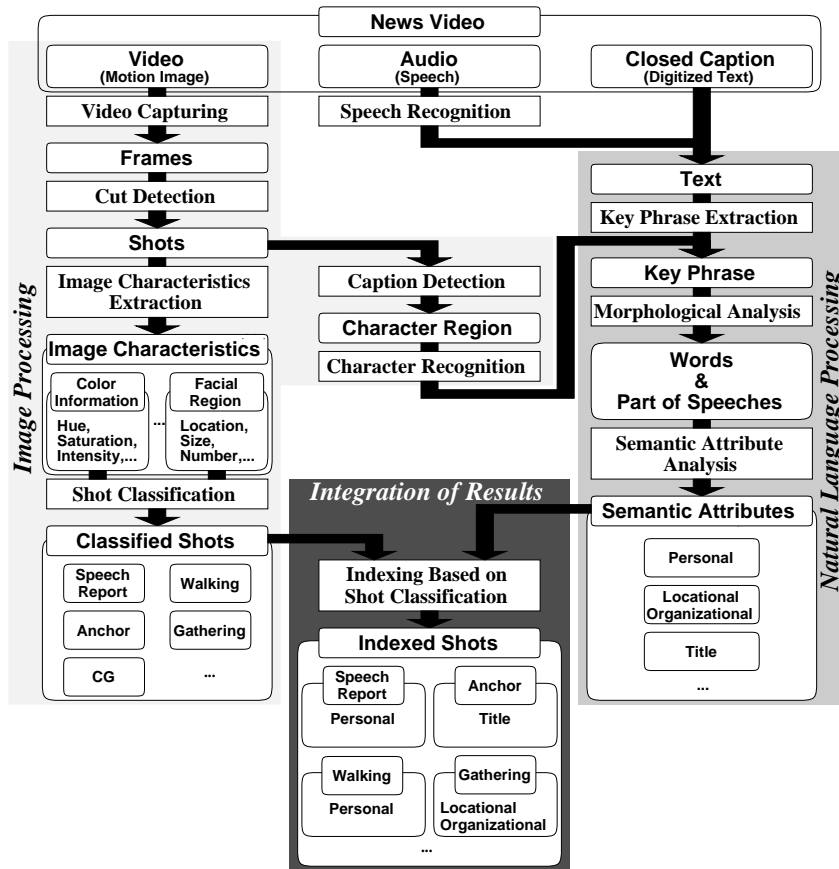 News Video
Video
(Motion Image)
Audio
(Speech)
Closed Caption
(Digitized Text)
Video Capturing
Speech Recognition
Frames
Cut Detection
Shots
Image Characteristics
Extraction
Image Characteristics
Color
Information
Hue,
Saturation,
Intensity,...
...
Facial
Region
Location,
Size,
Number,...
Shot Classification
Classified Shots
Speech
Report
Walking
Anchor
Gathering
CG
...
Image Processing
Caption Detection
Character Region
Character Recognition
Text
Key Phrase Extraction
Key Phrase
Morphological Analysis
Words
&
Part of Speeches
Semantic Attribute
Analysis
Semantic Attributes
Personal
Locational
Organizational
Title
...
Natural Language Processing
Integration of Results
Indexing Based on
Shot Classification
Indexed Shots
Speech
Report
Personal
Anchor
Title
Walking
Personal
Gathering
Locational
Organizational
...